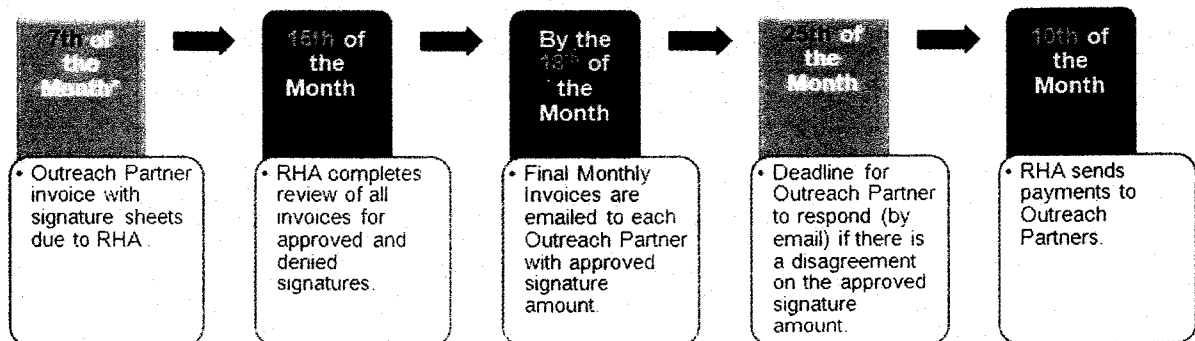 7th of
the
Month*
15th of
the
Month
By the
18th of
the
Month
25th of
the
Month
10th of
the
Month
• Outreach Partner
invoice with
signature sheets
due to RHA.
• RHA completes
review of all
invoices for
approved and
denied
signatures.
• Final Monthly
Invoices are
emailed to each
Outreach Partner
with approved
signature
amount.
• Deadline for
Outreach Partner
to respond (by
email) if there is
a disagreement
on the approved
signature
amount.
• RHA sends
payments to
Outreach
Partners.